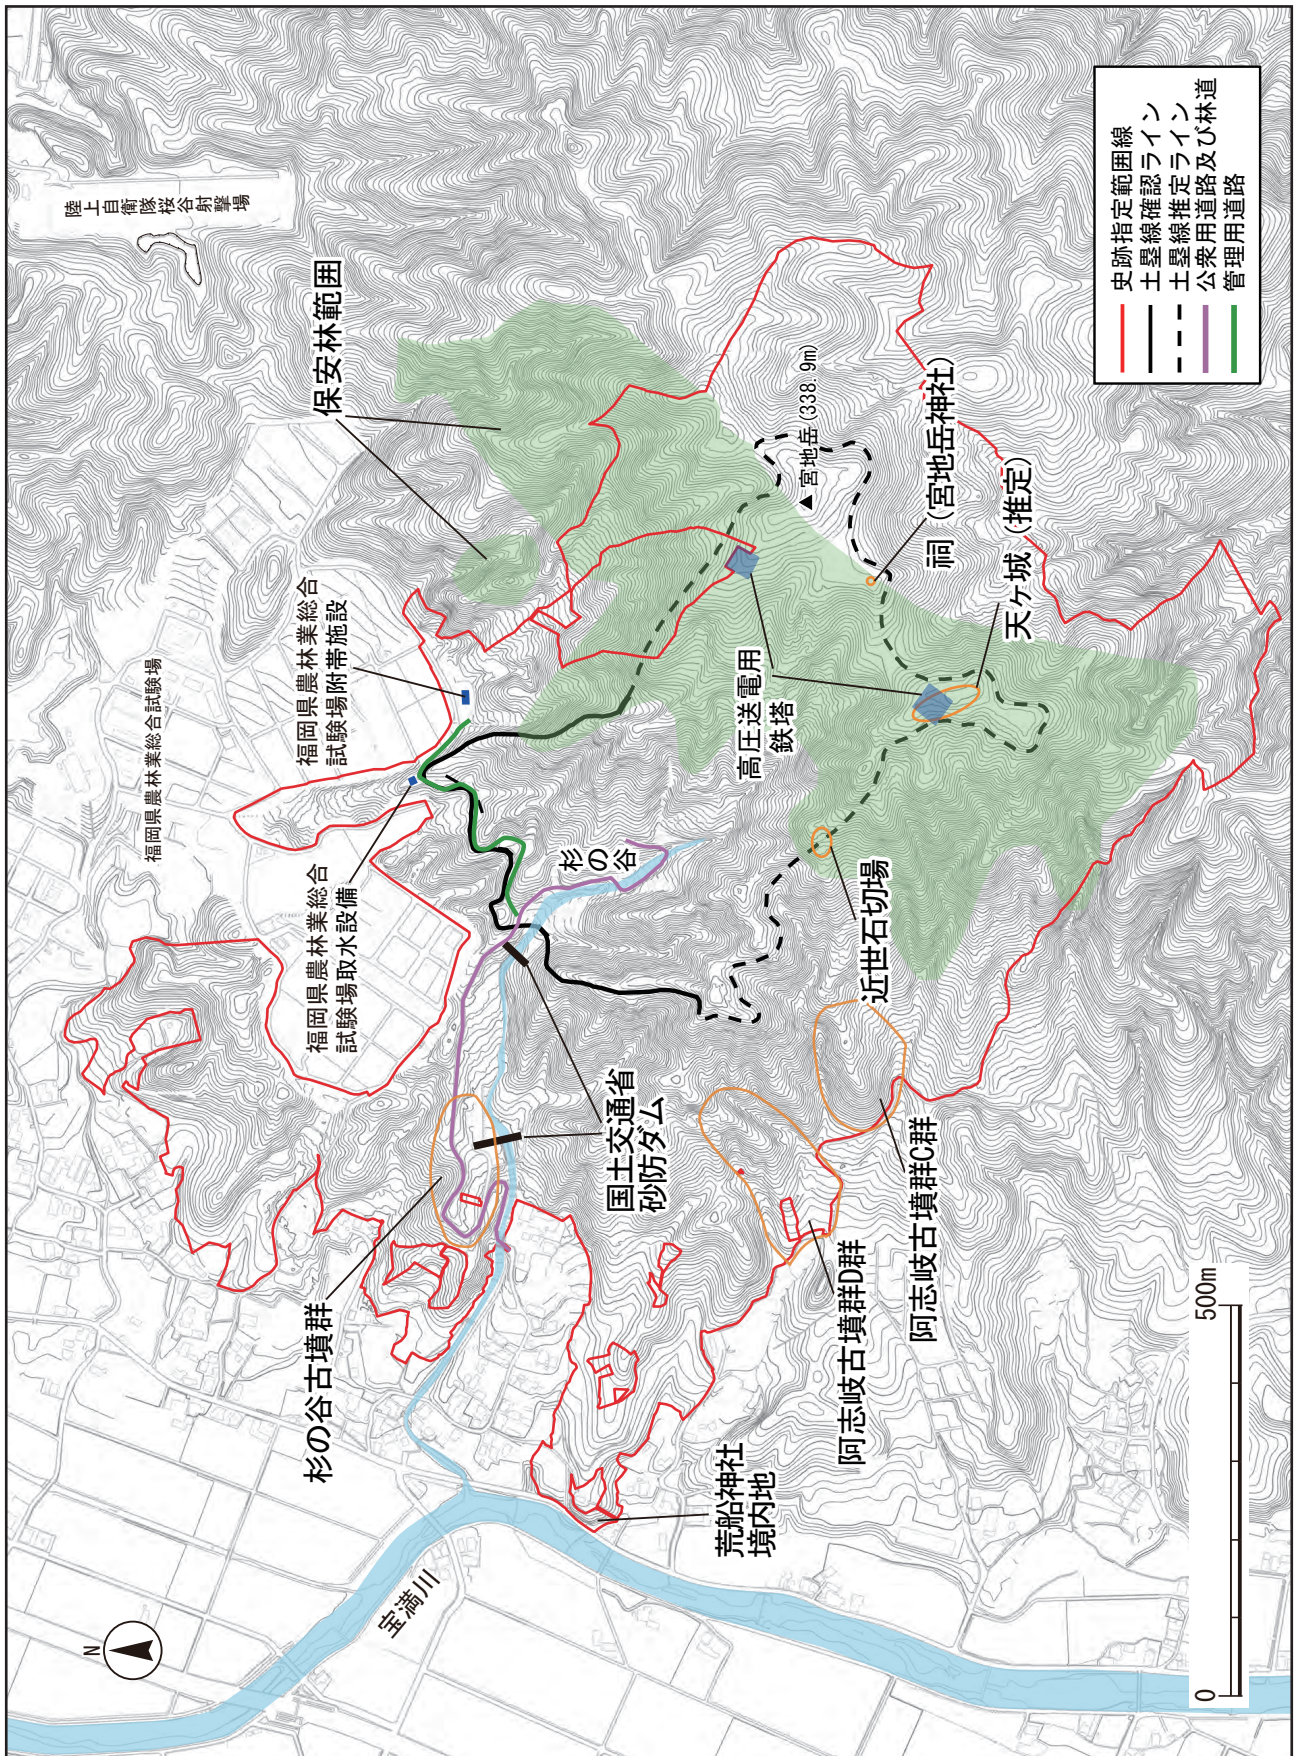 陸上自衛隊桜谷射撃場
保安林範囲
福岡県農林業総合試験場
福岡県農林業総合
試験場附帯施設
福岡県農林業総合
試験場取水設備
杉の谷
宮地岳(338.9m)
祠(宮地岳神社)
天ケ城(推定)
高圧送電用
鉄塔
近世石切場
国土交通省
砂防ダム
杉の谷古墳群
阿志岐古墳群C群
阿志岐古墳群D群
荒船神社
境内地
宝満川
N
史跡指定範囲線
土塁線確認ライン
土塁線推定ライン
公衆用道路及び林道
管理用道路
0
500m